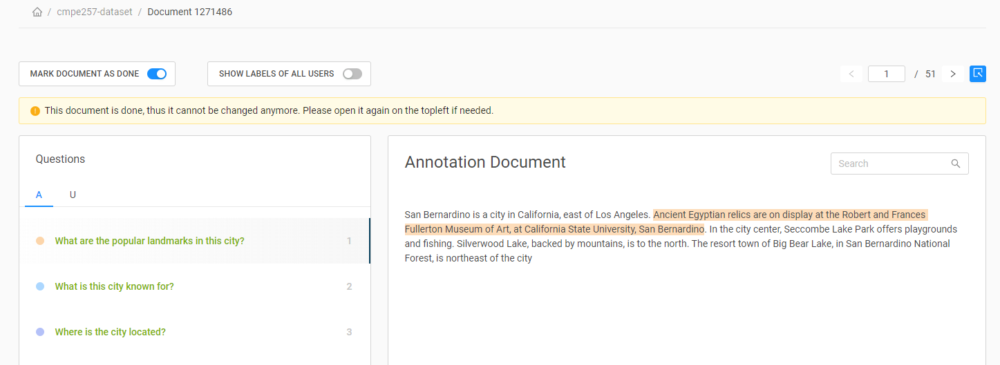 / cmpe257-dataset / Document 1271486
MARK DOCUMENT AS DONE
SHOW LABELS OF ALL USERS
< 1 / 51 >
This document is done, thus it cannot be changed anymore. Please open it again on the topleft if needed.
Questions
A U
What are the popular landmarks in this city? 1
What is this city known for? 2
Where is the city located? 3
Annotation Document
Search
San Bernardino is a city in California, east of Los Angeles. Ancient Egyptian relics are on display at the Robert and Frances
Fullerton Museum of Art, at California State University, San Bernardino. In the city center, Seccombe Lake Park offers playgrounds
and fishing. Silverwood Lake, backed by mountains, is to the north. The resort town of Big Bear Lake, in San Bernardino National
Forest, is northeast of the city